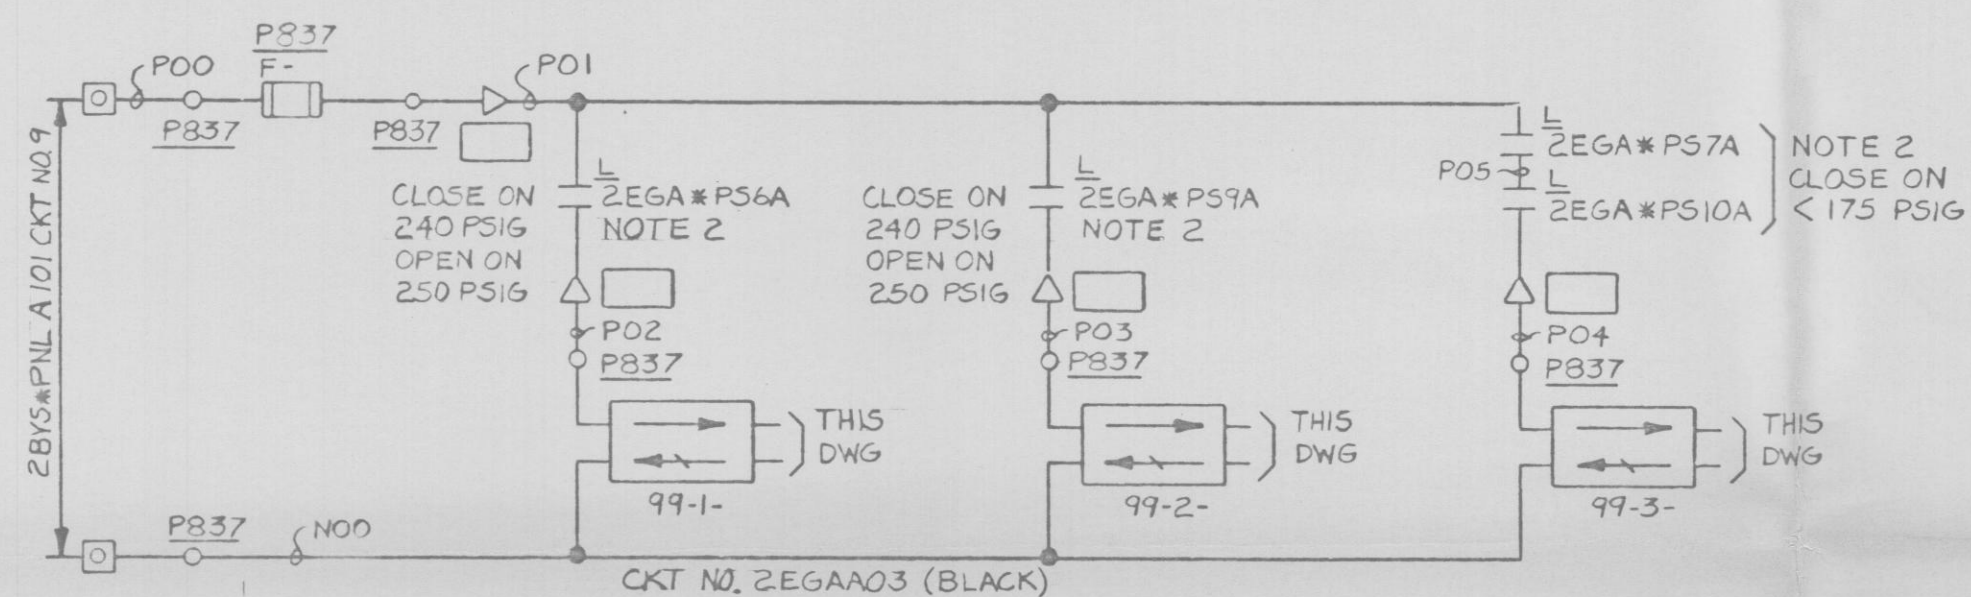 P837
F-
P00
P01
P837
P837
2BYS*PNL A101 CKT NO.9
L
2EGA*PS6A
NOTE 2
CLOSE ON
240 PSIG
OPEN ON
250 PSIG
P02
P837
THIS
DWG
99-1-
L
2EGA*PS9A
NOTE 2
CLOSE ON
240 PSIG
OPEN ON
250 PSIG
P03
P837
THIS
DWG
99-2-
L
2EGA*PS7A
P05
L
2EGA*PS10A
NOTE 2
CLOSE ON
< 175 PSIG
P04
P837
THIS
DWG
99-3-
P837
N00
CKT NO. 2EGAA03 (BLACK)